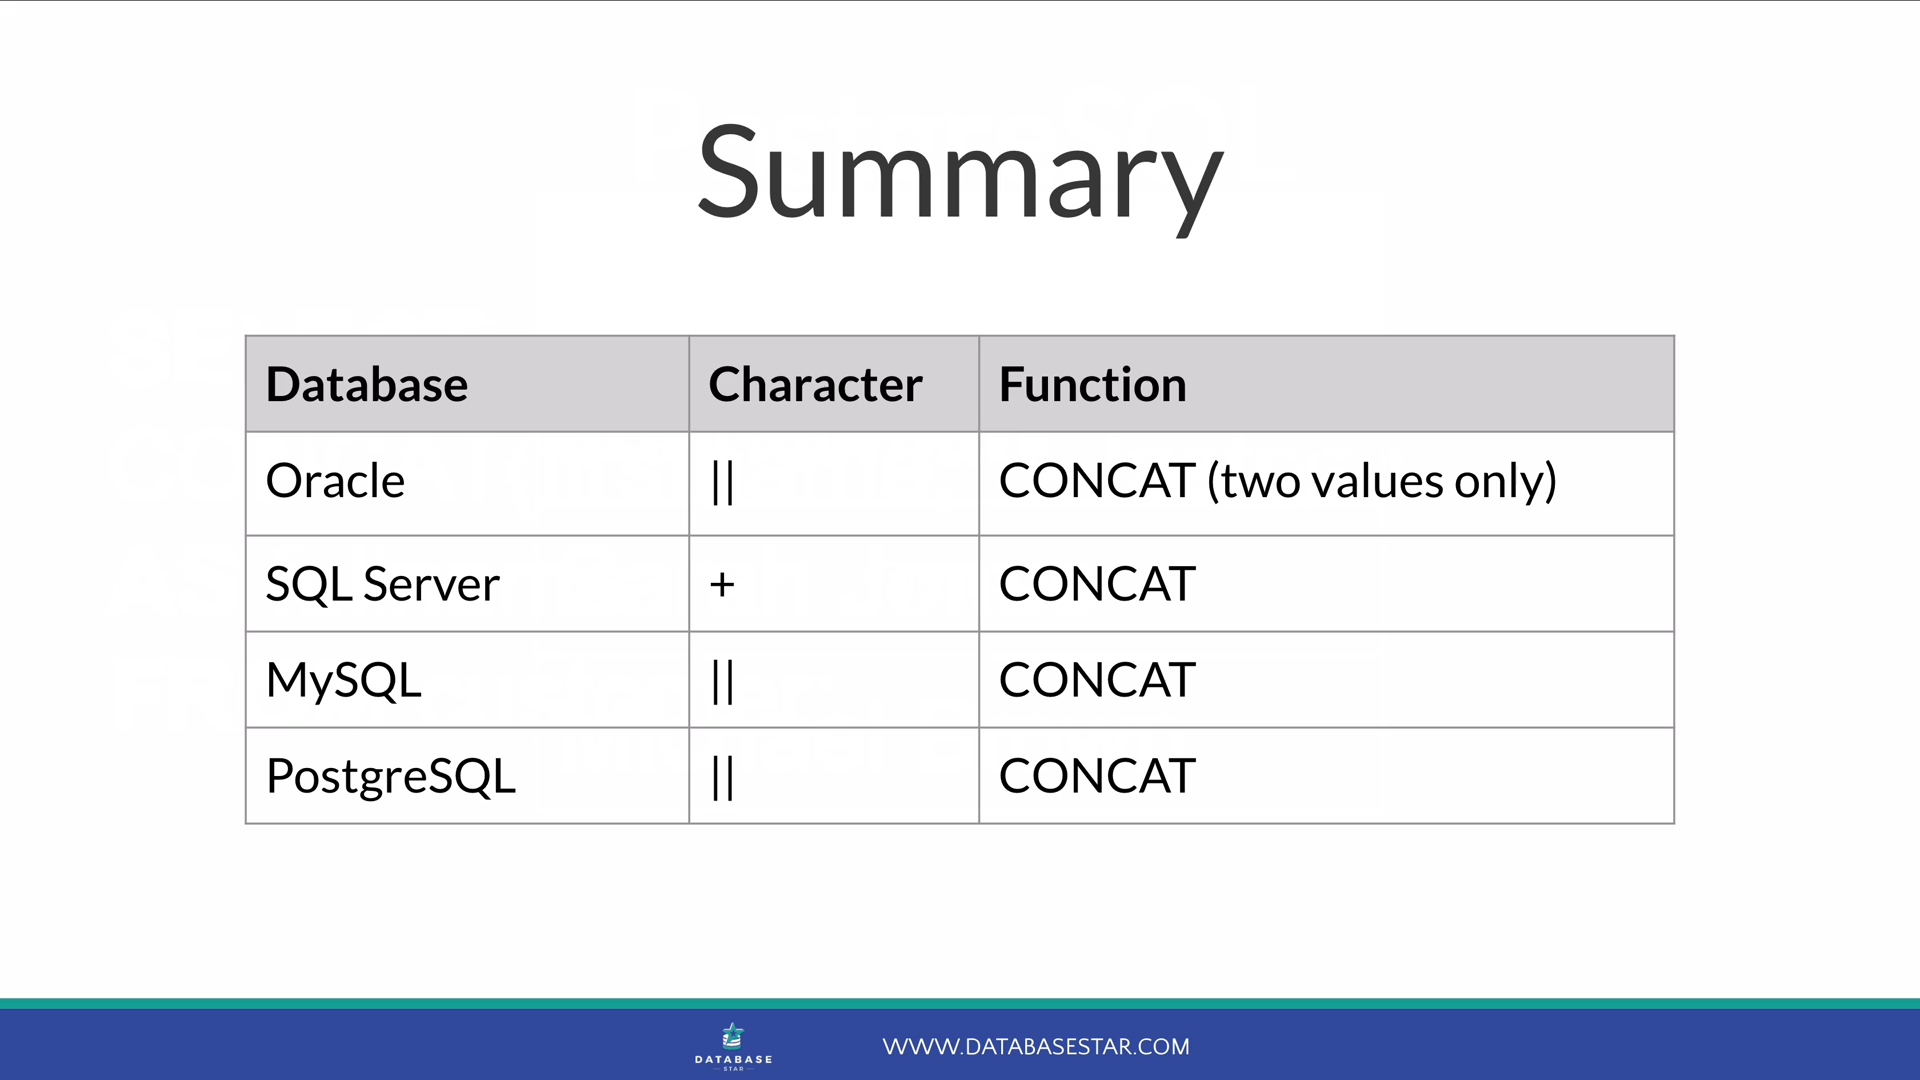 Summary
Database Character Function
Oracle || CONCAT (two values only)
SQL Server + CONCAT
MySQL || CONCAT
PostgreSQL || CONCAT
DATABASE
STAR
WWW.DATABASESTAR.COM